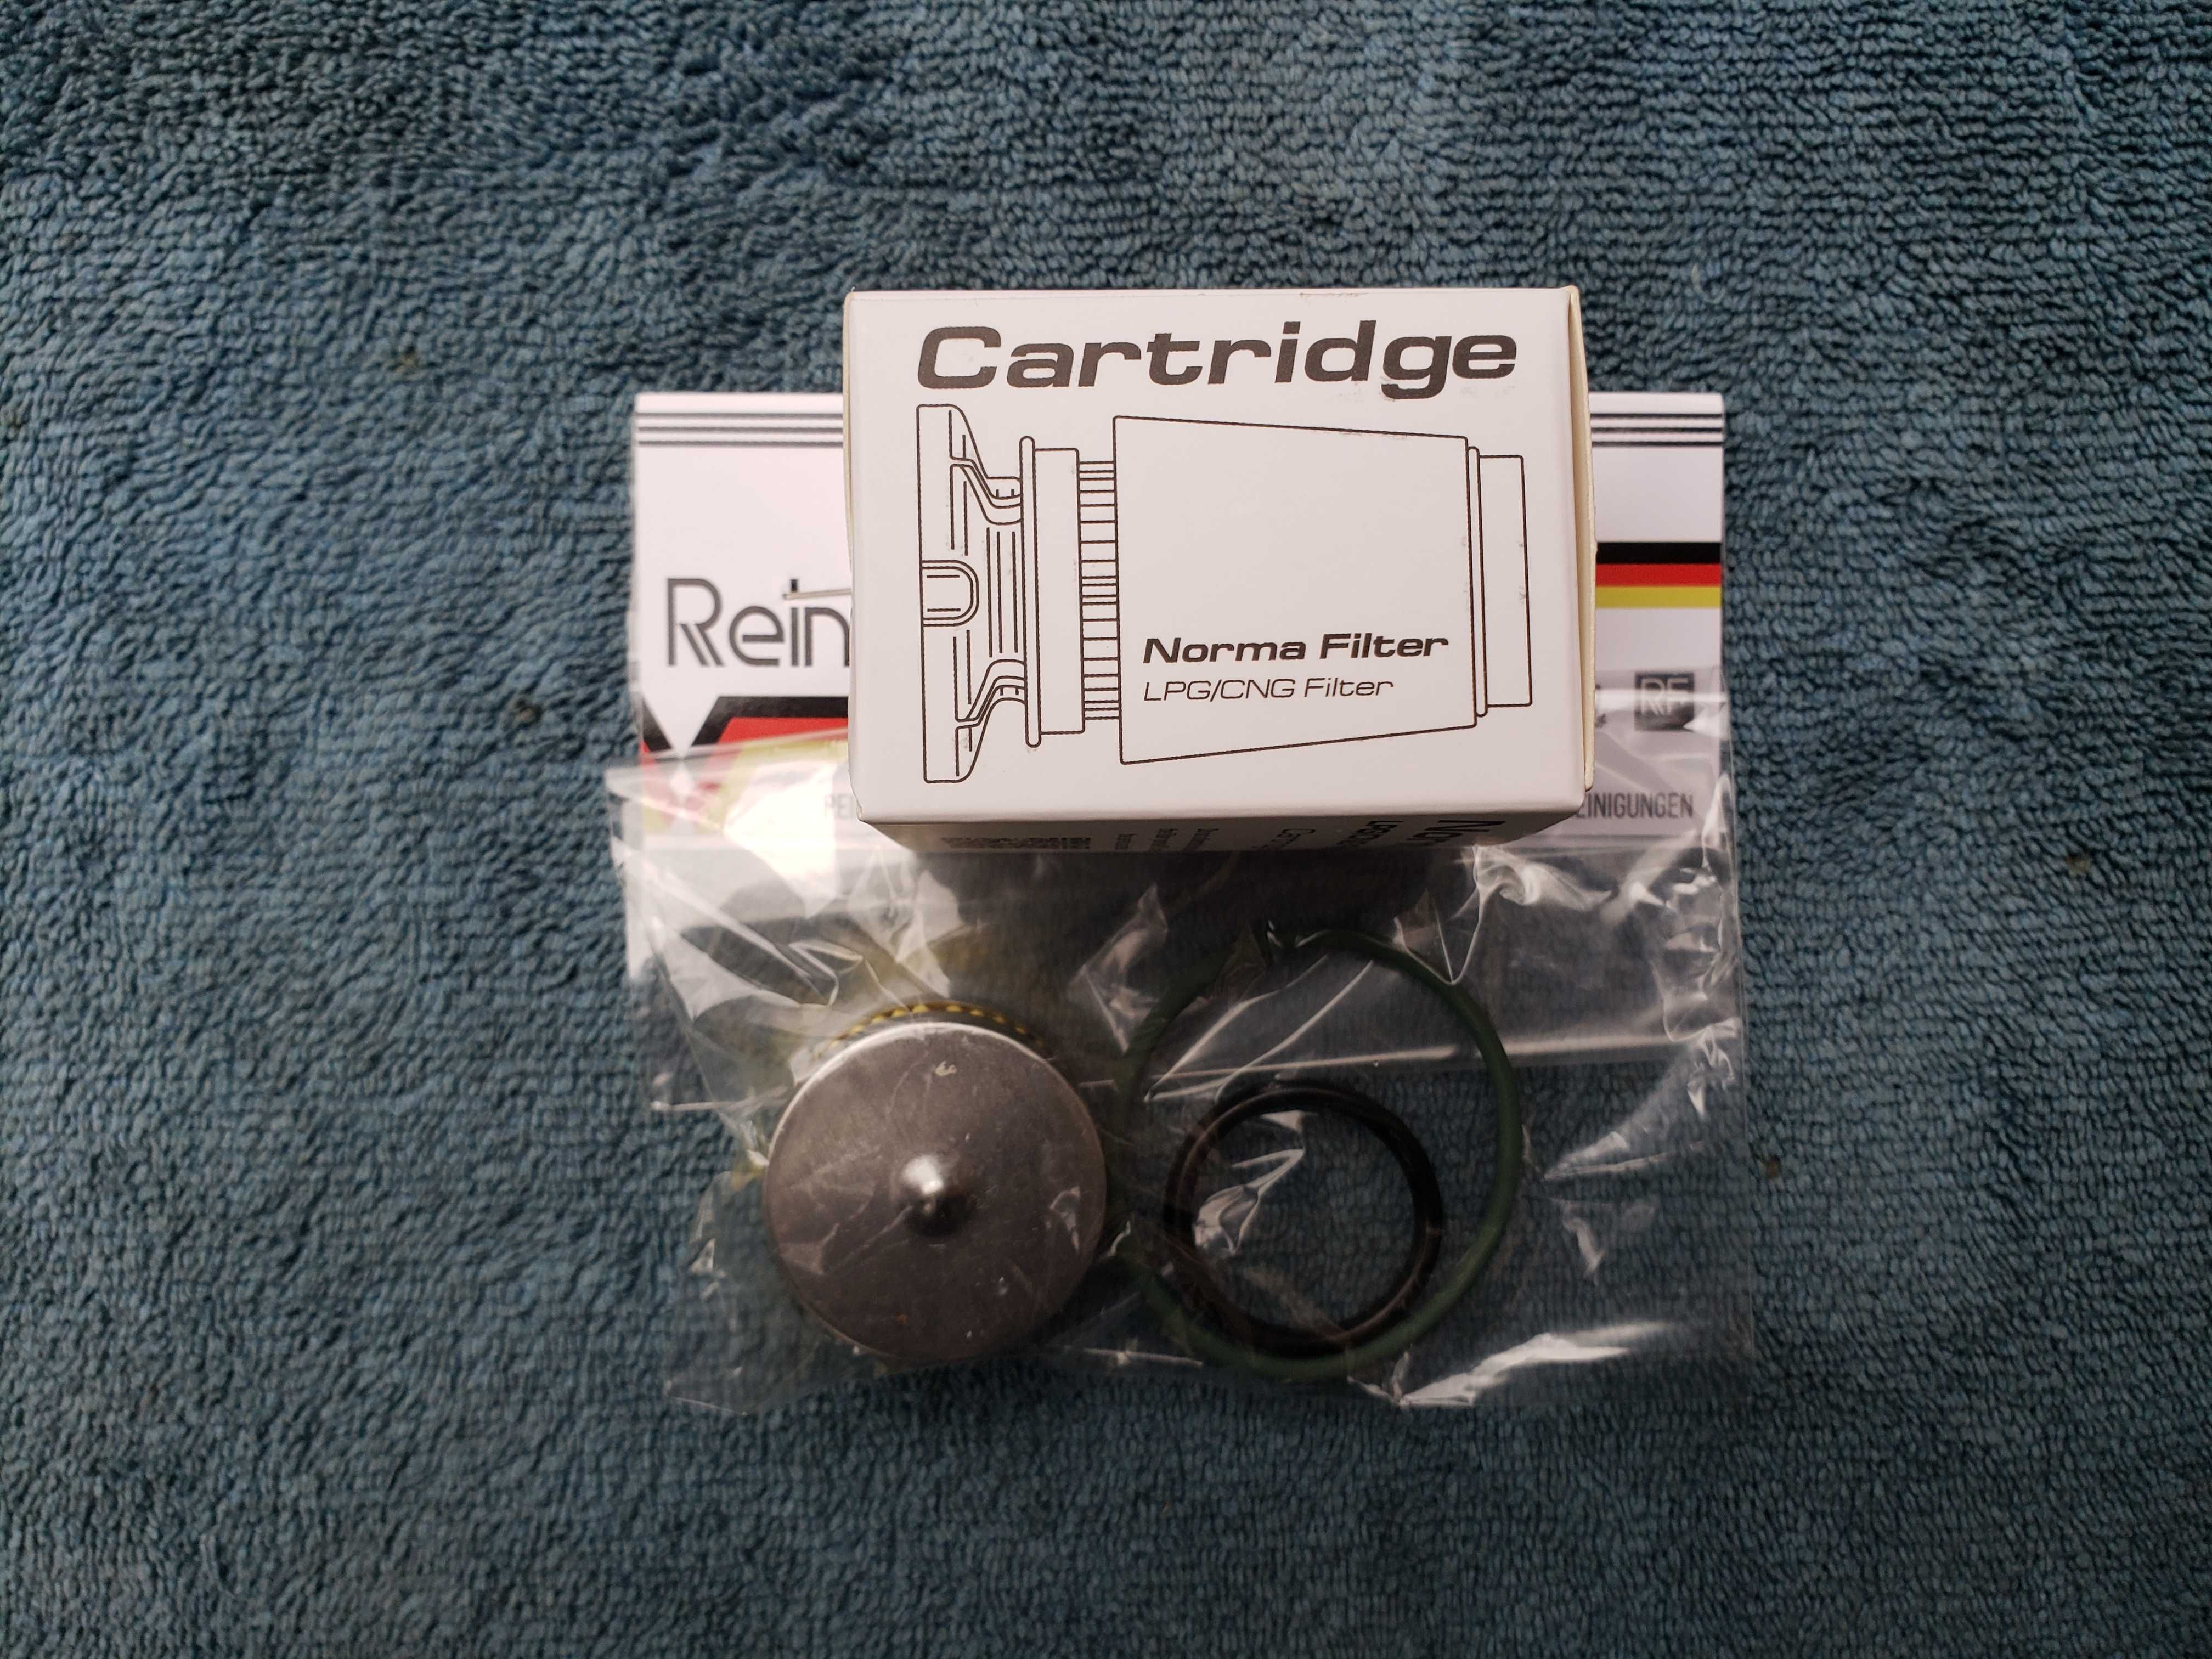 Cartridge
Norma Filter
LPG/CNG Filter
Rein
RF
EINIGUNGEN